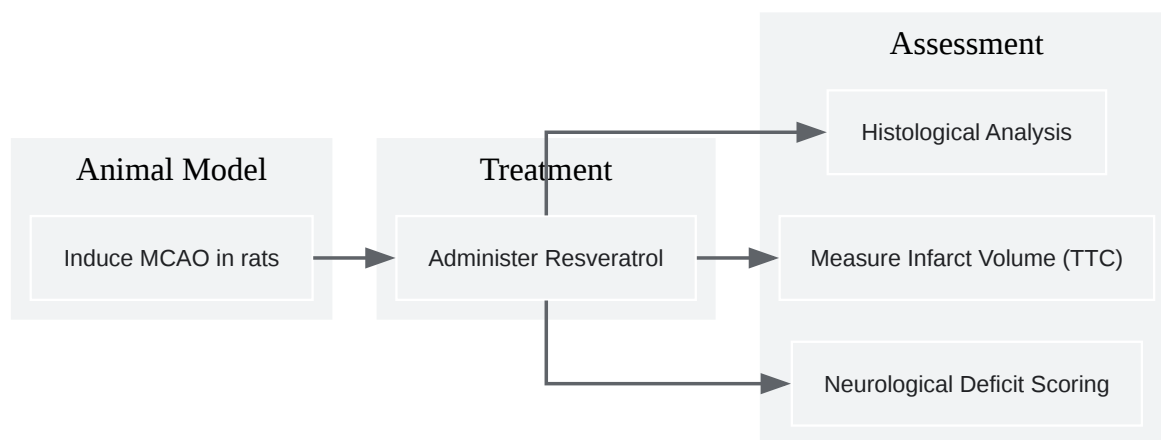 Animal Model
Induce MCAO in rats
Treatment
Administer Resveratrol
Assessment
Histological Analysis
Measure Infarct Volume (TTC)
Neurological Deficit Scoring